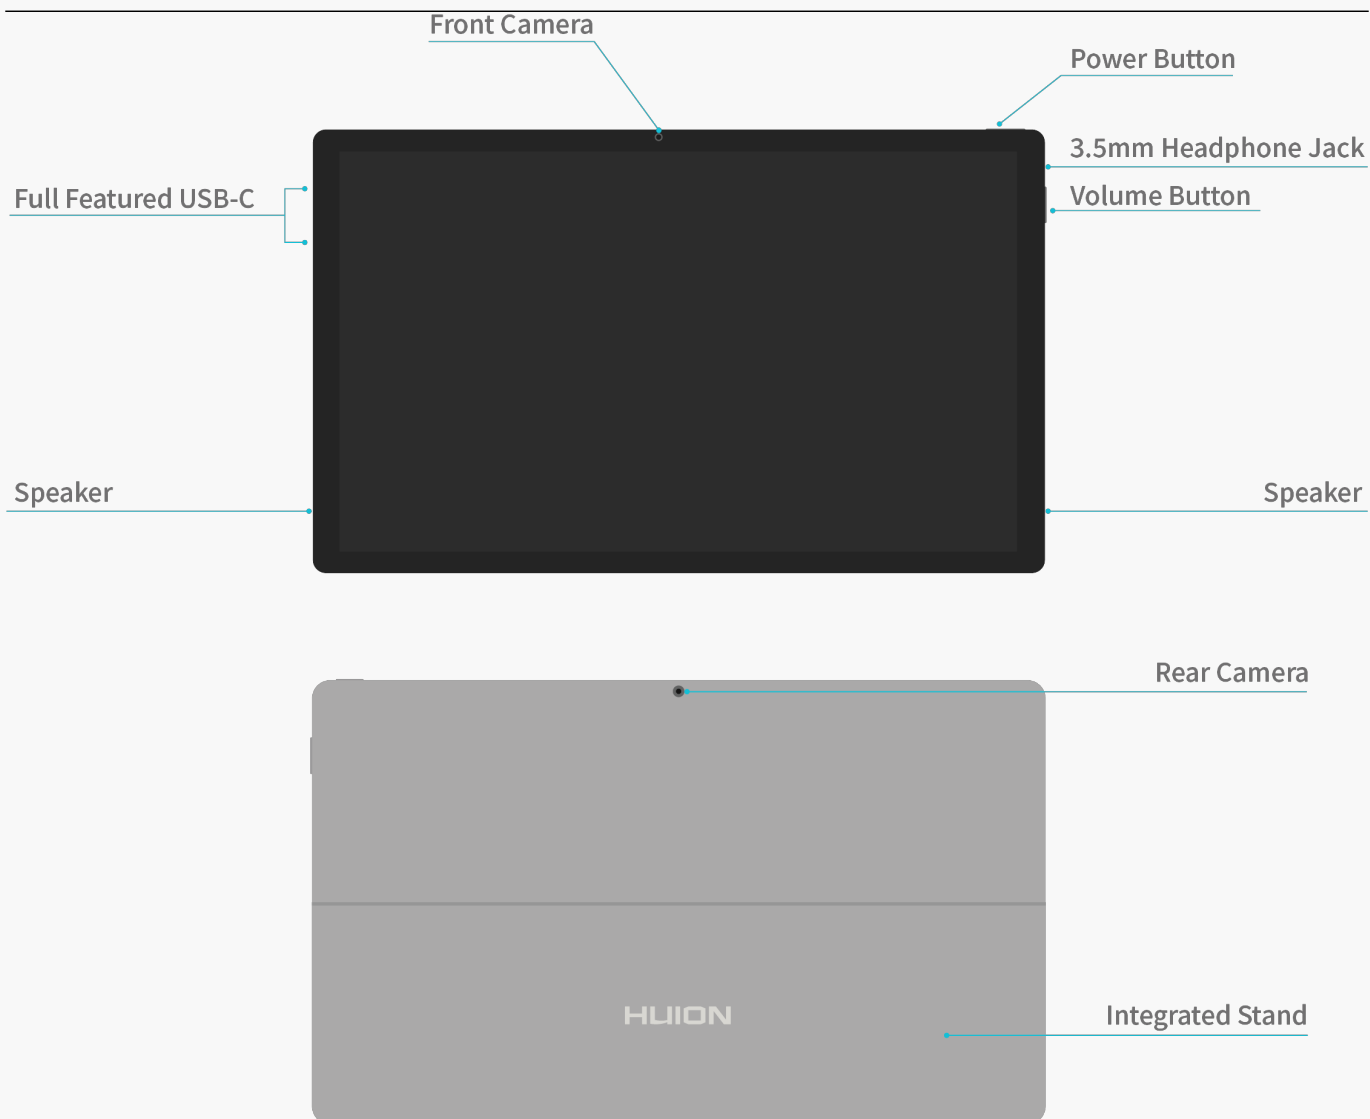 Front Camera
Power Button
3.5mm Headphone Jack
Full Featured USB-C
Volume Button
Speaker
Speaker
Rear Camera
HUION
Integrated Stand